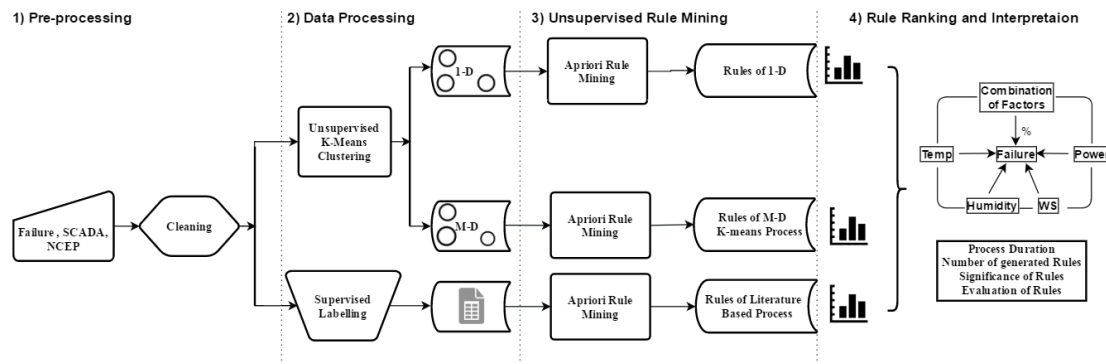 1) Pre-processing
2) Data Processing
3) Unsupervised Rule Mining
4) Rule Ranking and Interpretaion
Failure , SCADA,
NCEP
Cleaning
Unsupervised
K-Means
Clustering
Supervised
Labelling
1-D
M-D
Apriori Rule
Mining
Rules of 1-D
Apriori Rule
Mining
Rules of M-D
K-means Process
Apriori Rule
Mining
Rules of Literature
Based Process
Combination
of Factors
%
Temp
Failure
Power
Humidity
WS
Process Duration
Number of generated Rules
Significance of Rules
Evaluation of Rules